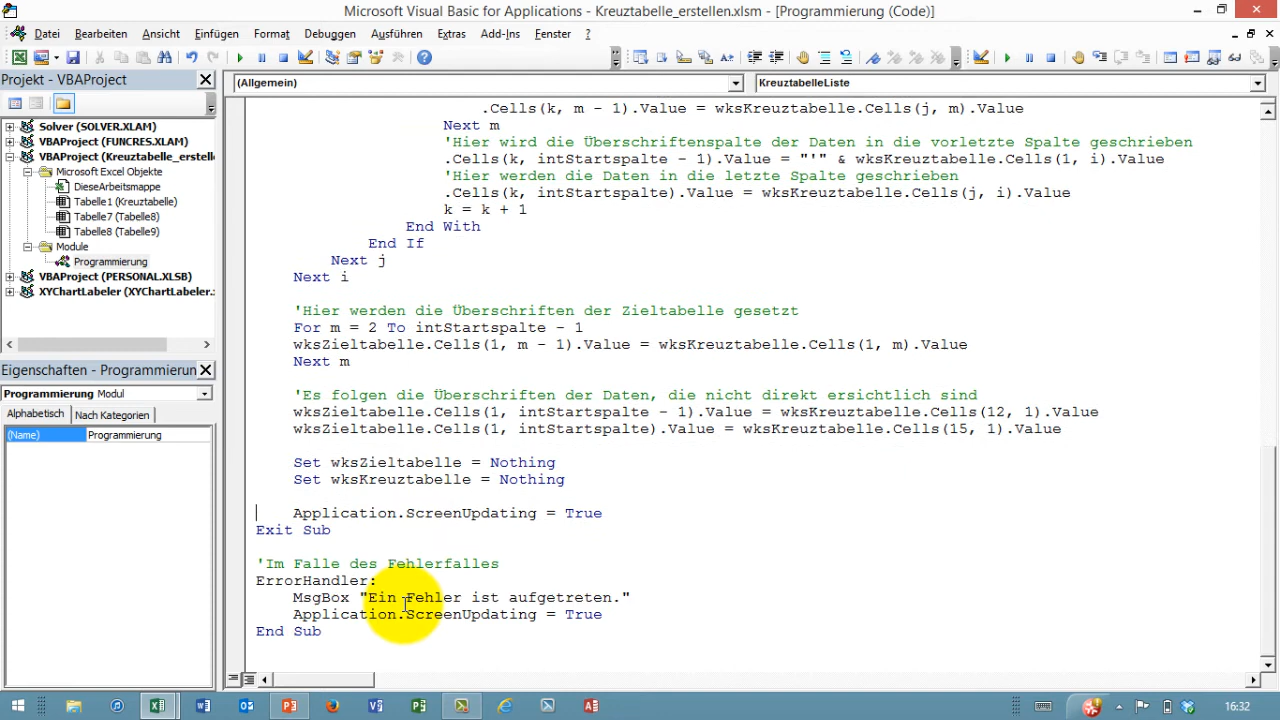 Microsoft Visual Basic for Applications - Kreuztabelle_erstellen.xlsm - [Programmierung (Code)]
Datei Bearbeiten Ansicht Einfügen Format Debuggen Ausführen Extras Add-Ins Fenster ?
Projekt - VBAProject
(Allgemein) KreuztabelleListe
Solver (SOLVER.XLAM)
VBAProject (FUNCRES.XLAM)
VBAProject (Kreuztabelle_erstelle
Microsoft Excel Objekte
DieseArbeitsmappe
Tabelle1 (Kreuztabelle)
Tabelle7 (Tabelle8)
Tabelle8 (Tabelle9)
Module
Programmierung
VBAProject (PERSONAL.XLSB)
XYChartLabeler (XYChartLabeler.
Eigenschaften - Programmierun
Programmierung Modul
Alphabetisch Nach Kategorien
(Name) Programmierung
.Cells(k, m - 1).Value = wksKreuztabelle.Cells(j, m).Value
Next m
'Hier wird die Überschriftenspalte der Daten in die vorletzte Spalte geschrieben
.Cells(k, intStartspalte - 1).Value = "'" & wksKreuztabelle.Cells(1, i).Value
'Hier werden die Daten in die letzte Spalte geschrieben
.Cells(k, intStartspalte).Value = wksKreuztabelle.Cells(j, i).Value
k = k + 1
End With
End If
Next j
Next i
'Hier werden die Überschriften der Zieltabelle gesetzt
For m = 2 To intStartspalte - 1
wksZieltabelle.Cells(1, m - 1).Value = wksKreuztabelle.Cells(1, m).Value
Next m
'Es folgen die Überschriften der Daten, die nicht direkt ersichtlich sind
wksZieltabelle.Cells(1, intStartspalte - 1).Value = wksKreuztabelle.Cells(12, 1).Value
wksZieltabelle.Cells(1, intStartspalte).Value = wksKreuztabelle.Cells(15, 1).Value
Set wksZieltabelle = Nothing
Set wksKreuztabelle = Nothing
Application.ScreenUpdating = True
Exit Sub
'Im Falle des Fehlerfalles
ErrorHandler:
MsgBox "Ein Fehler ist aufgetreten."
Application.ScreenUpdating = True
End Sub
16:32